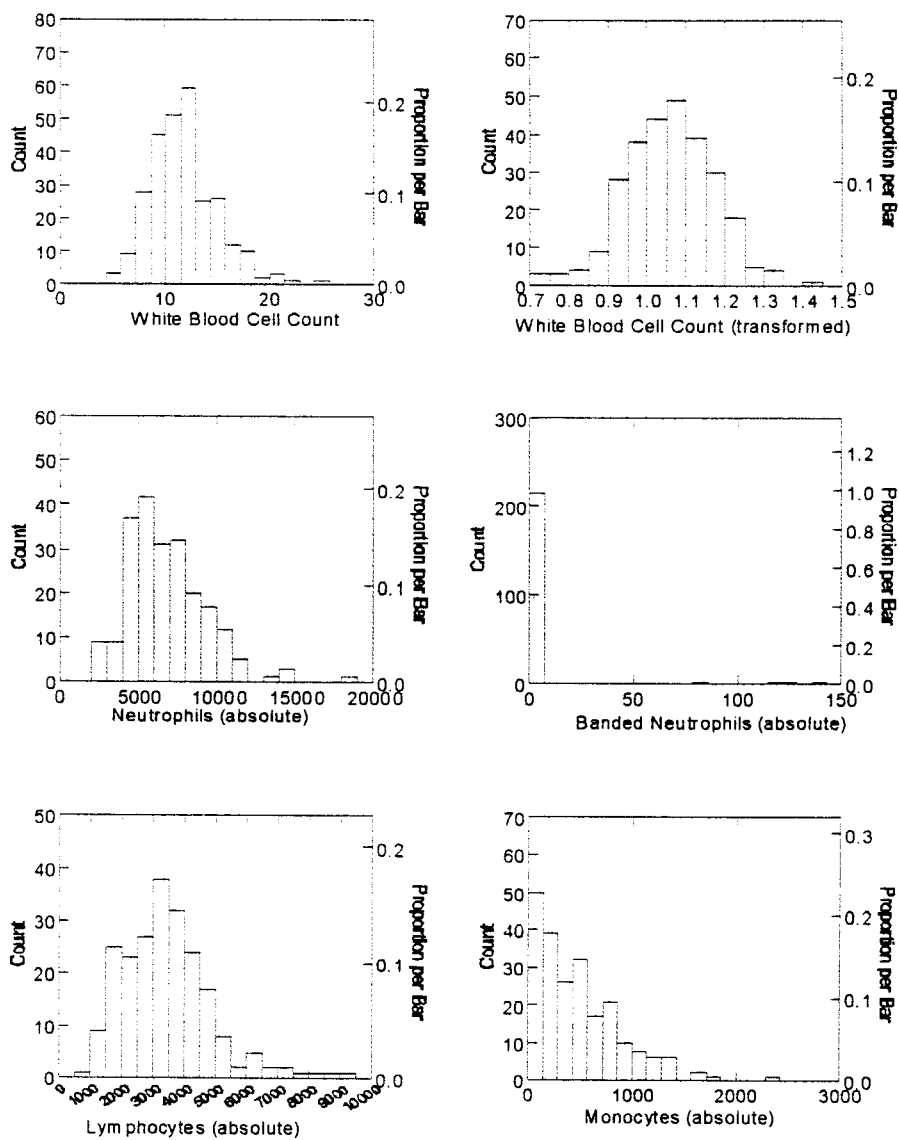 80
70
60
50
40
30
20
10
0
Count
0.2
0.1
0.0
Proportion per Bar
0 10 20 30
White Blood Cell Count
70
60
50
40
30
20
10
0
Count
0.2
0.1
0.0
Proportion per Bar
0.7 0.8 0.9 1.0 1.1 1.2 1.3 1.4 1.5
White Blood Cell Count (transformed)
60
50
40
30
20
10
0
Count
0.2
0.1
0.0
Proportion per Bar
0 5000 10000 15000 20000
Neutrophils (absolute)
300
200
100
0
Count
1.2
1.0
0.8
0.6
0.4
0.2
0.0
Proportion per Bar
0 50 100 150
Banded Neutrophils (absolute)
50
40
30
20
10
0
Count
0.2
0.1
0.0
Proportion per Bar
0 1000 2000 3000 4000 5000 6000 7000 8000 9000 10000
Lymphocytes (absolute)
70
60
50
40
30
20
10
0
Count
0.3
0.2
0.1
0.0
Proportion per Bar
0 1000 2000 3000
Monocytes (absolute)